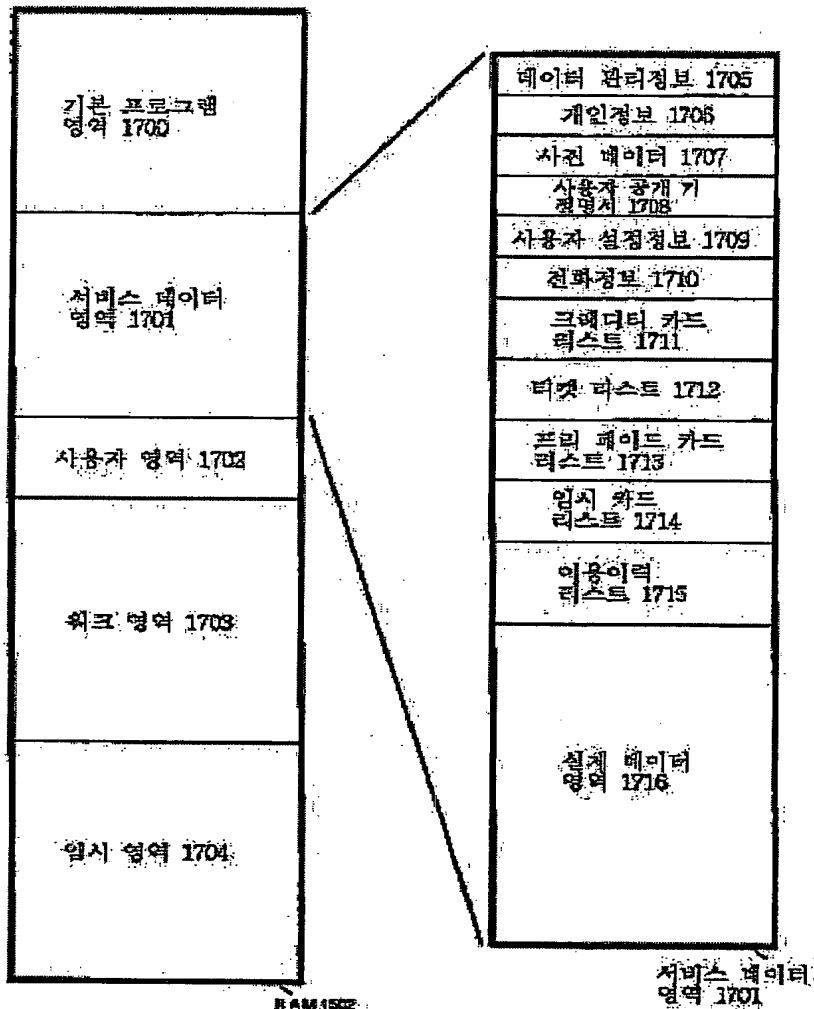 기본 프로그램
영역 1700
서비스 데이터
영역 1701
사용자 영역 1702
워크 영역 1703
임시 영역 1704
RAM 1502
데이터 관리정보 1705
개인정보 1706
사진 데이터 1707
사용자 공개 키
증명서 1708
사용자 설정정보 1709
전화정보 1710
크레디티 카드
리스트 1711
티켓 리스트 1712
프리 페이드 카드
리스트 1713
임시 카드
리스트 1714
이용이력
리스트 1715
실제 데이터
영역 1716
서비스 데이터
영역 1701